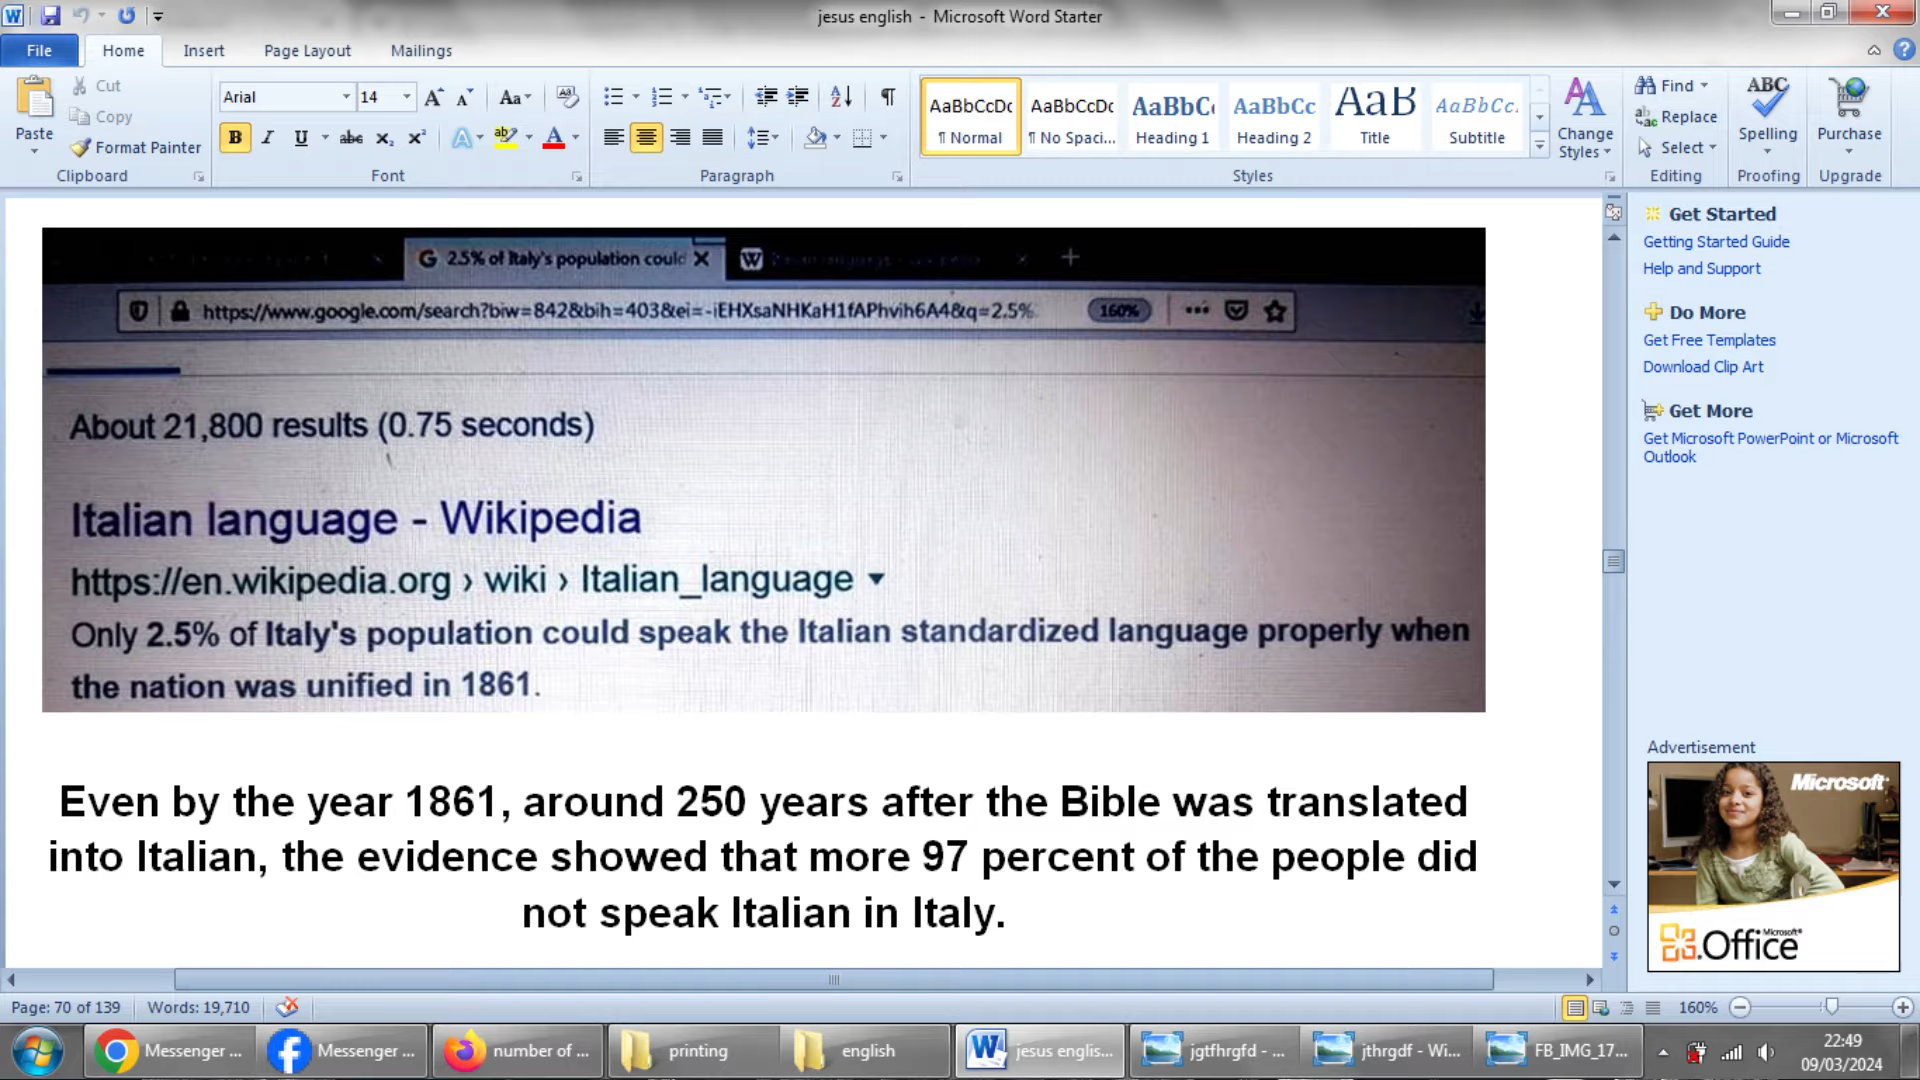 jesus english - Microsoft Word Starter
File Home Insert Page Layout Mailings
Paste
Cut
Copy
Format Painter
Clipboard
Arial 14
Font
Paragraph
AaBbCcDc AaBbCcDc AaBbC AaBbCc AaB AaBbCc.
¶ Normal ¶ No Spaci... Heading 1 Heading 2 Title Subtitle
Styles
Change Styles
Find
Replace
Select
Editing
ABC
Spelling
Proofing
Purchase
Upgrade
2.5% of Italy's population could
https://www.google.com/search?biw=842&bih=403&ei=-iEHXsaNHKaH1fAPhvih6A4&q=2.5% 160%
About 21,800 results (0.75 seconds)
Italian language - Wikipedia
https://en.wikipedia.org › wiki › Italian_language
Only 2.5% of Italy's population could speak the Italian standardized language properly when
the nation was unified in 1861.
Even by the year 1861, around 250 years after the Bible was translated
into Italian, the evidence showed that more 97 percent of the people did
not speak Italian in Italy.
Get Started
Getting Started Guide
Help and Support
Do More
Get Free Templates
Download Clip Art
Get More
Get Microsoft PowerPoint or Microsoft
Outlook
Advertisement
Microsoft
Microsoft
Office
Page: 70 of 139 Words: 19,710 160%
Messenger ... Messenger ... number of ... printing english jesus englis... jgtfhrgfd - ... jthrgdf - Wi... FB_IMG_17...
22:49
09/03/2024